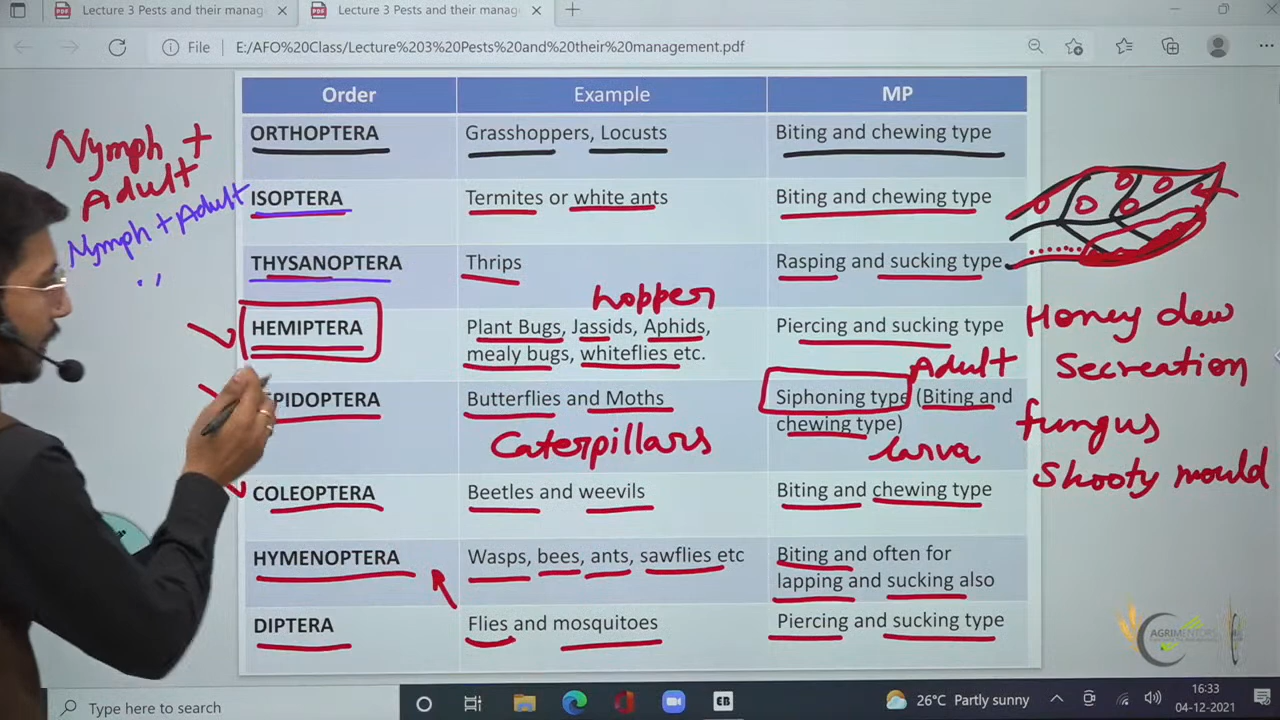 Lecture 3 Pests and their manag
Lecture 3 Pests and their manag
File E:/AFO%20Class/Lecture%203%20Pests%20and%20their%20management.pdf
Order Example MP
ORTHOPTERA Grasshoppers, Locusts Biting and chewing type
Nymph +
Adult
ISOPTERA Termites or white ants Biting and chewing type
Nymph + Adult
THYSANOPTERA Thrips Rasping and sucking type
hopper
HEMIPTERA Plant Bugs, Jassids, Aphids, Piercing and sucking type
mealy bugs, whiteflies etc.
Honey dew
Secreation
Adult
PIDOPTERA Butterflies and Moths Siphoning type (Biting and
chewing type)
Caterpillars larva
fungus
Shooty mould
COLEOPTERA Beetles and weevils Biting and chewing type
HYMENOPTERA Wasps, bees, ants, sawflies etc Biting and often for
lapping and sucking also
DIPTERA Flies and mosquitoes Piercing and sucking type
AGRIMENTORS
Type here to search
EB
26°C Partly sunny
16:33
04-12-2021